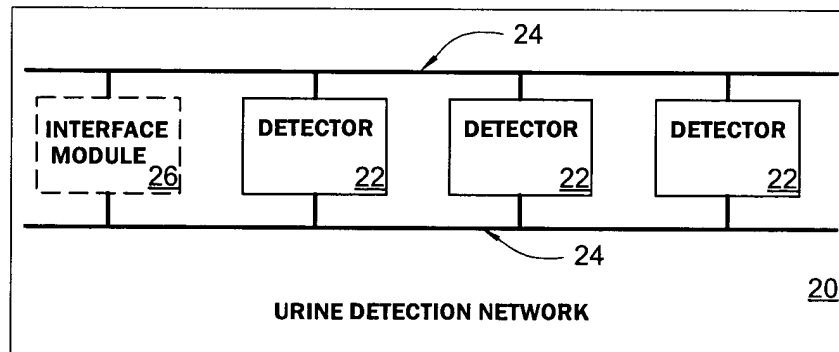 24
INTERFACE
MODULE
26
DETECTOR
22
DETECTOR
22
DETECTOR
22
24
20
URINE DETECTION NETWORK